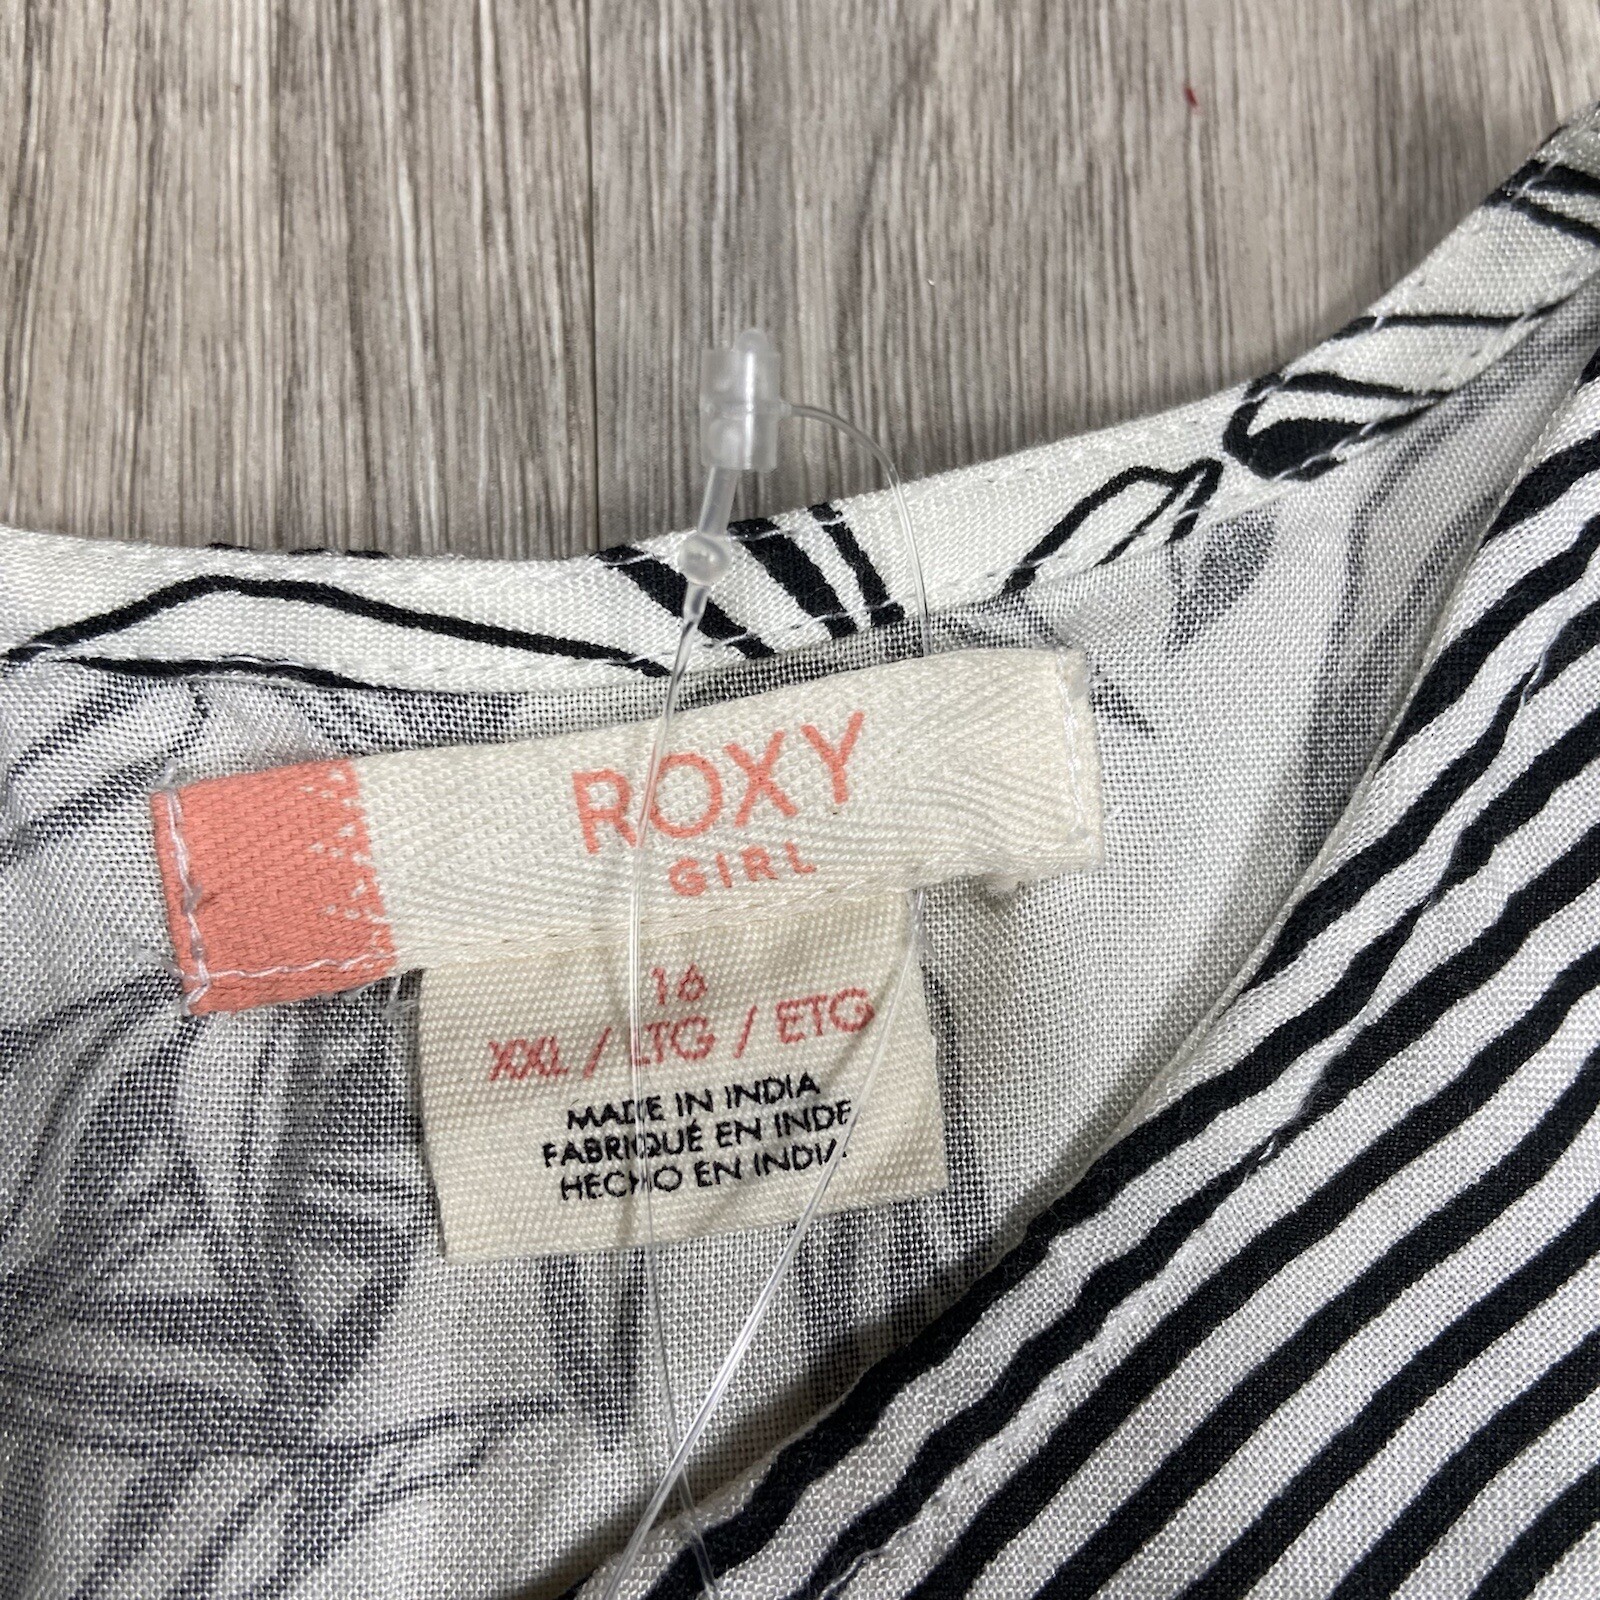 ROXY
GIRL
16
XXL / LTG / ETG
MADE IN INDIA
FABRIQUÉ EN INDE
HECHO EN INDIA